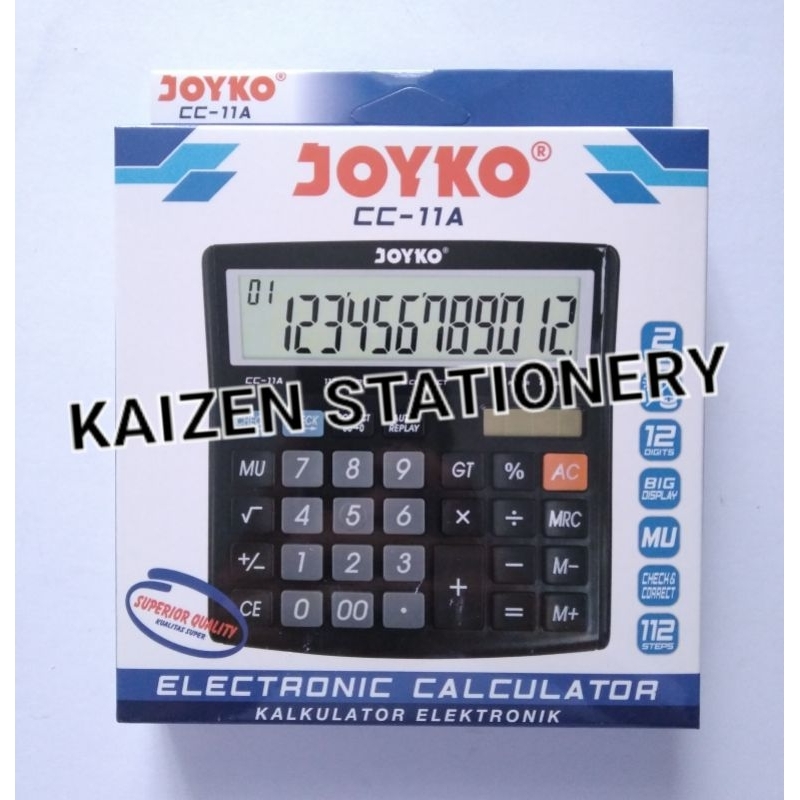 JOYKO®
CC-11A
JOYKO®
CC-11A
JOYKO®
01
123456789012.
CC-11A
KAIZEN STATIONERY
2
AUTO REPLAY
12 DIGITS
MU 7 8 9 GT % AC
BIG DISPLAY
√ 4 5 6 × ÷ MRC
MU
+/- 1 2 3 + − M-
CHECK & CORRECT
CE 0 00 . = M+
112 STEPS
SUPERIOR QUALITY
KUALITAS SUPER
ELECTRONIC CALCULATOR
KALKULATOR ELEKTRONIK